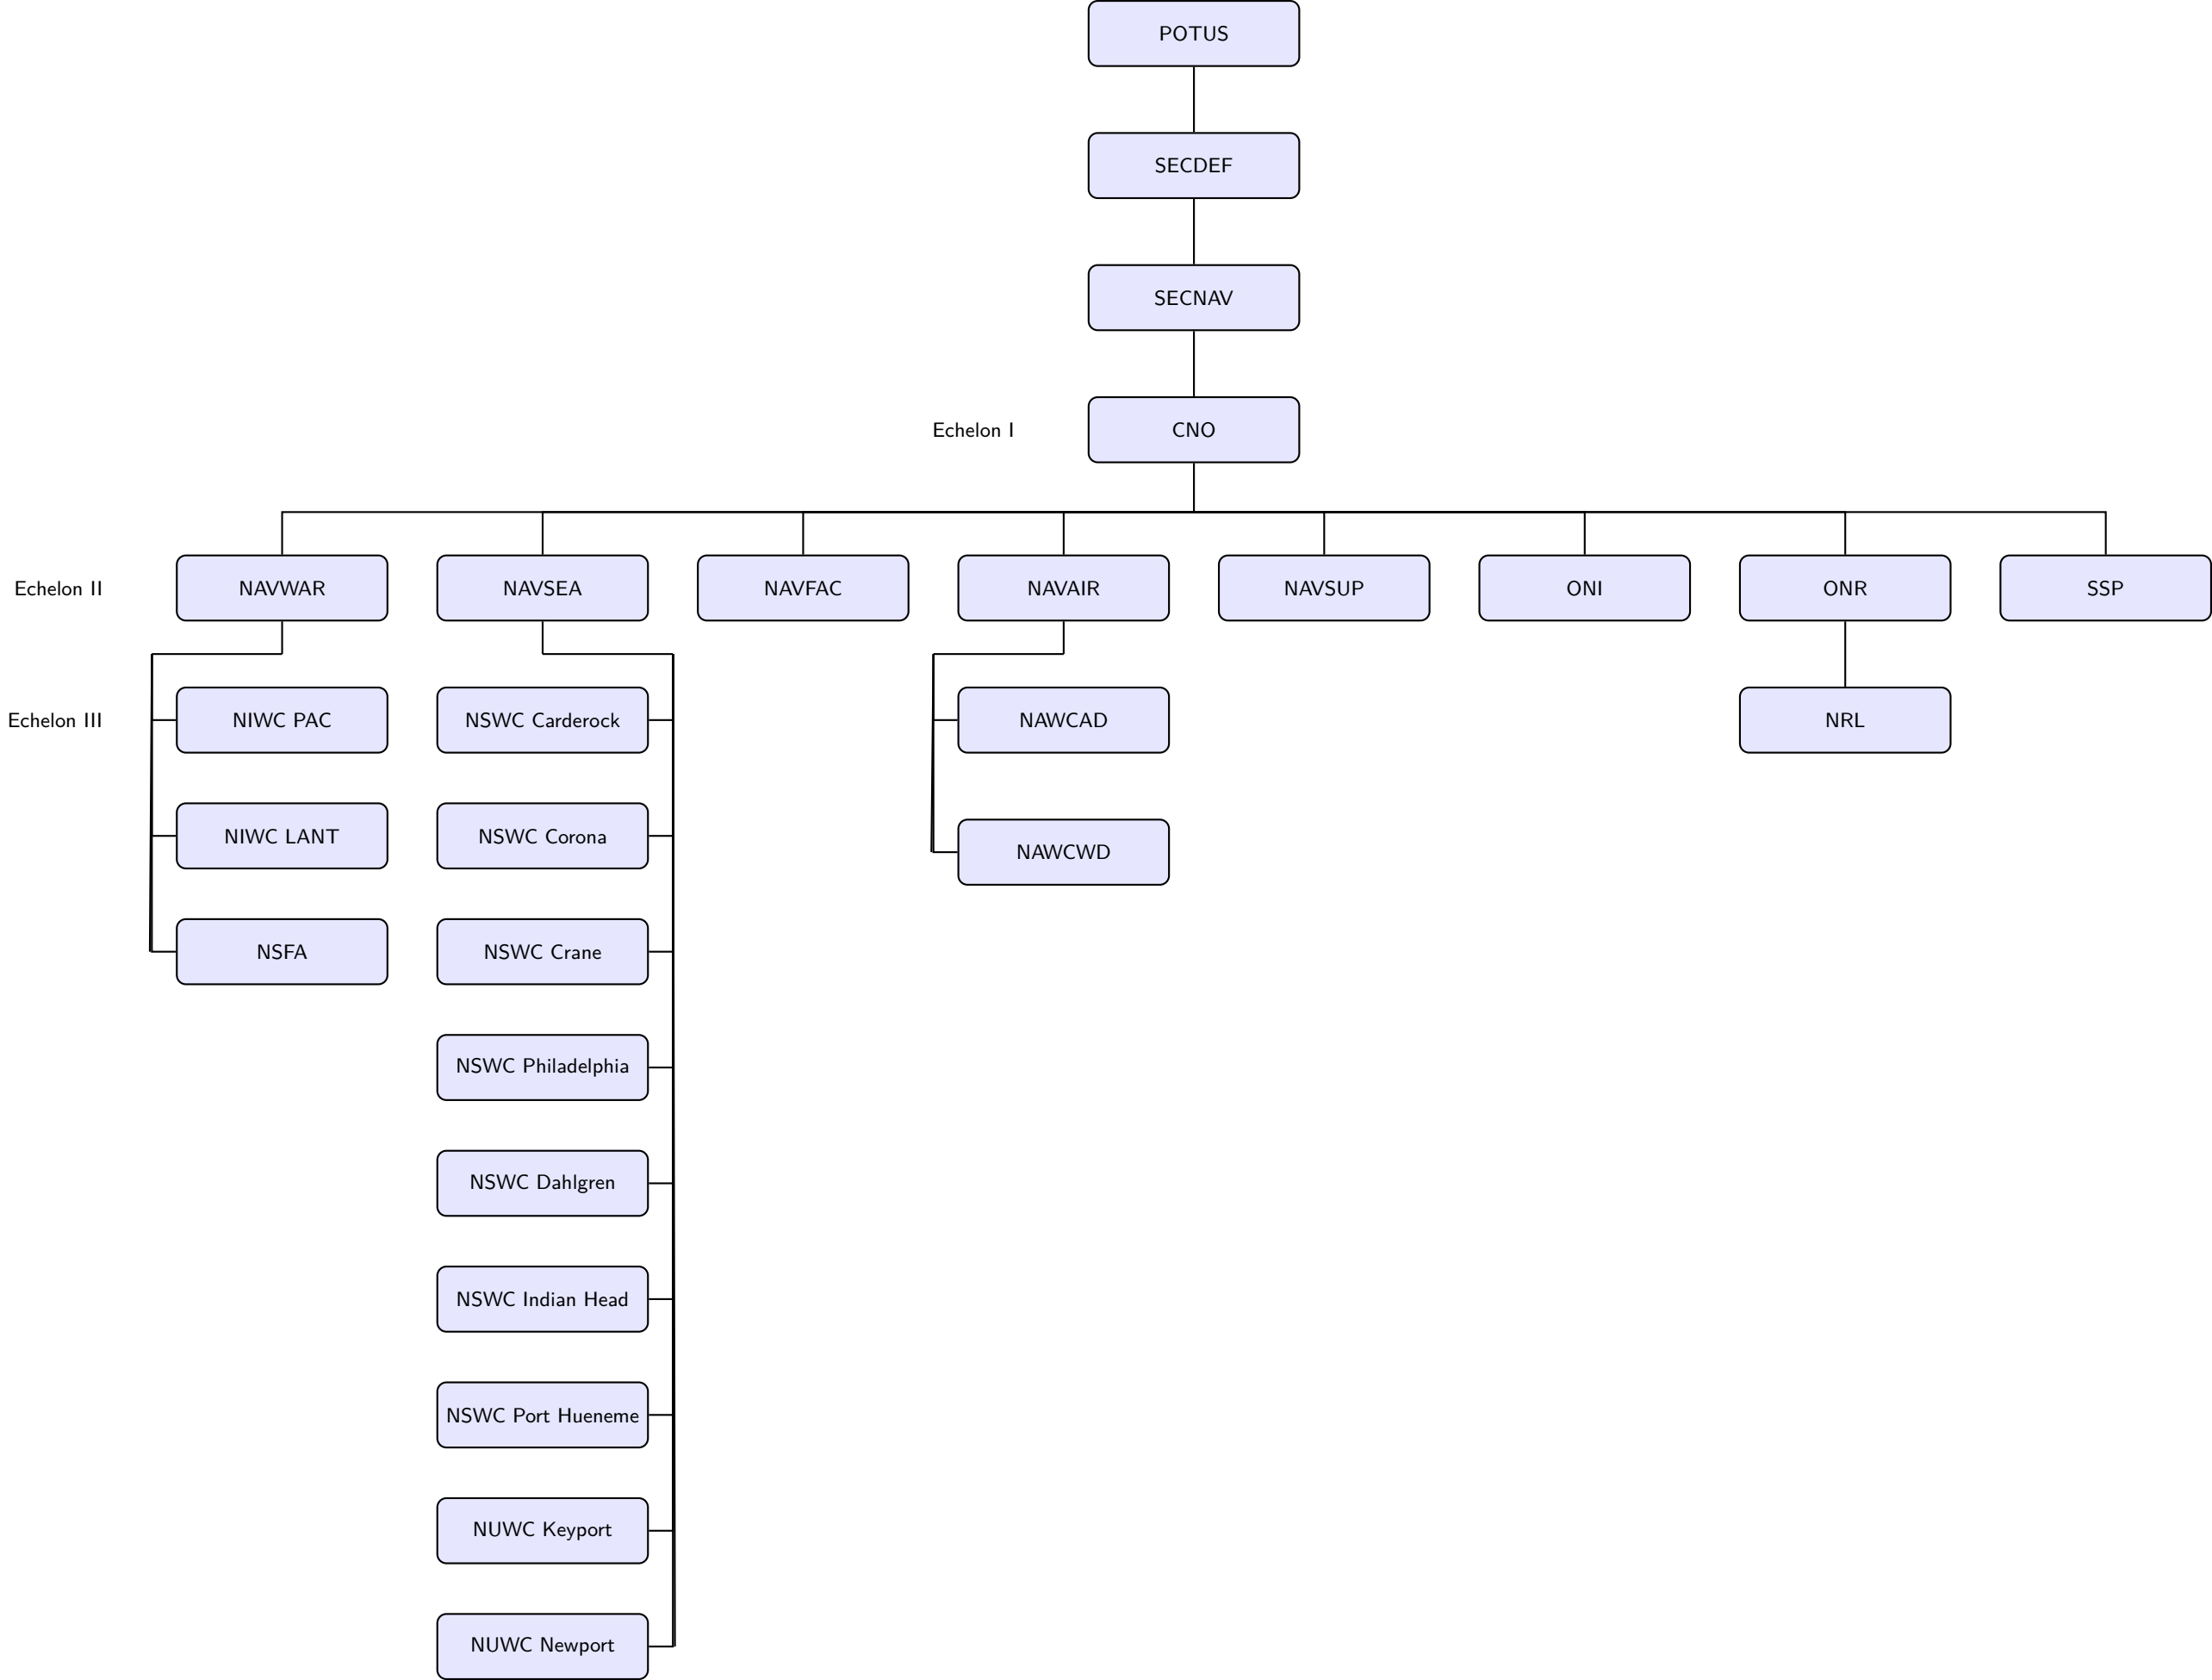 POTUS
SECDEF
SECNAV
Echelon I
CNO
Echelon II
NAVWAR
NAVSEA
NAVFAC
NAVAIR
NAVSUP
ONI
ONR
SSP
Echelon III
NIWC PAC
NSWC Carderock
NAWCAD
NRL
NIWC LANT
NSWC Corona
NAWCWD
NSFA
NSWC Crane
NSWC Philadelphia
NSWC Dahlgren
NSWC Indian Head
NSWC Port Hueneme
NUWC Keyport
NUWC Newport